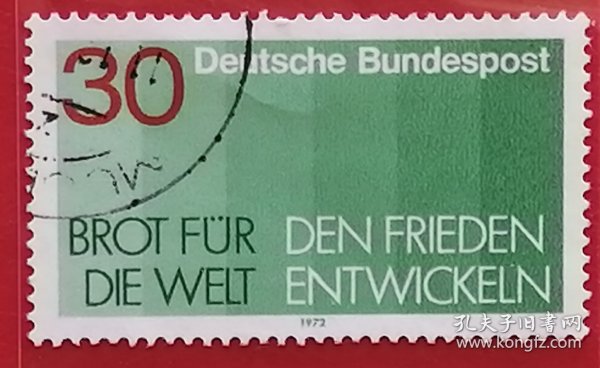 30 Deutsche Bundespost
BROT FÜR DEN FRIEDEN
DIE WELT ENTWICKELN
1972
孔夫子旧书网
www.kongfz.com